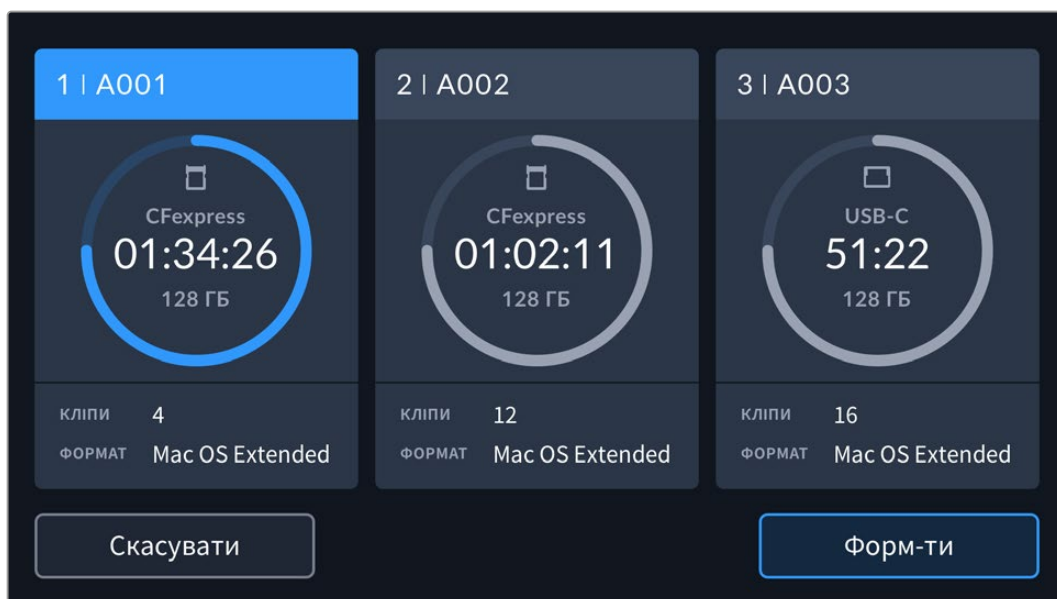 1 | A001
CFexpress
01:34:26
128 ГБ
КЛІПИ 4
ФОРМАТ Mac OS Extended
2 | A002
CFexpress
01:02:11
128 ГБ
КЛІПИ 12
ФОРМАТ Mac OS Extended
3 | A003
USB-C
51:22
128 ГБ
КЛІПИ 16
ФОРМАТ Mac OS Extended
Скасувати
Форм-ти